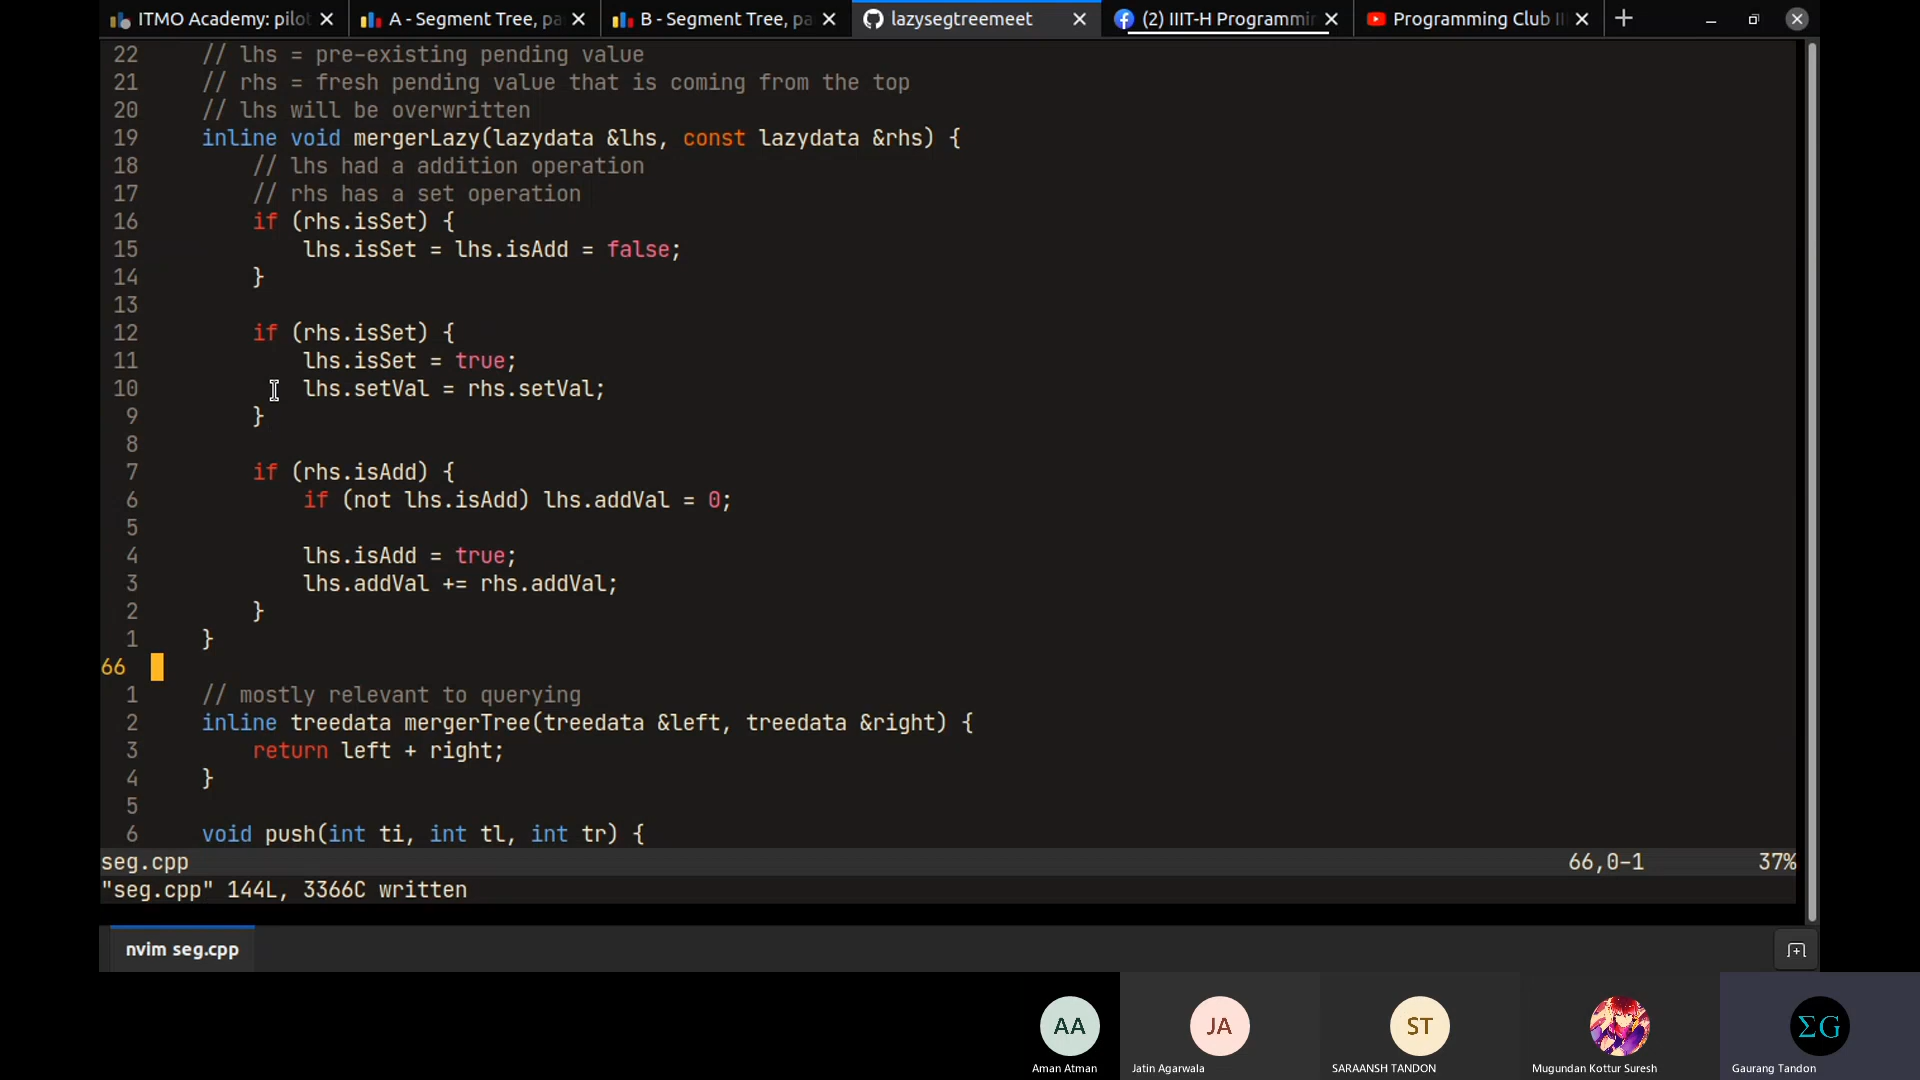 ITMO Academy: pilot
A - Segment Tree, pa
B - Segment Tree, pa
lazysegtreemeet
(2) IIIT-H Programmin
Programming Club II
22 // lhs = pre-existing pending value
21 // rhs = fresh pending value that is coming from the top
20 // lhs will be overwritten
19 inline void mergerLazy(lazydata &lhs, const lazydata &rhs) {
18 // lhs had a addition operation
17 // rhs has a set operation
16 if (rhs.isSet) {
15 lhs.isSet = lhs.isAdd = false;
14 }
13
12 if (rhs.isSet) {
11 lhs.isSet = true;
10 lhs.setVal = rhs.setVal;
9 }
8
7 if (rhs.isAdd) {
6 if (not lhs.isAdd) lhs.addVal = 0;
5
4 lhs.isAdd = true;
3 lhs.addVal += rhs.addVal;
2 }
1 }
66
1 // mostly relevant to querying
2 inline treedata mergerTree(treedata &left, treedata &right) {
3 return left + right;
4 }
5
6 void push(int ti, int tl, int tr) {
seg.cpp 66,0-1 37%
"seg.cpp" 144L, 3366C written
nvim seg.cpp
AA JA ST ΣG
Aman Atman Jatin Agarwala SARAANSH TANDON Mugundan Kottur Suresh Gaurang Tandon